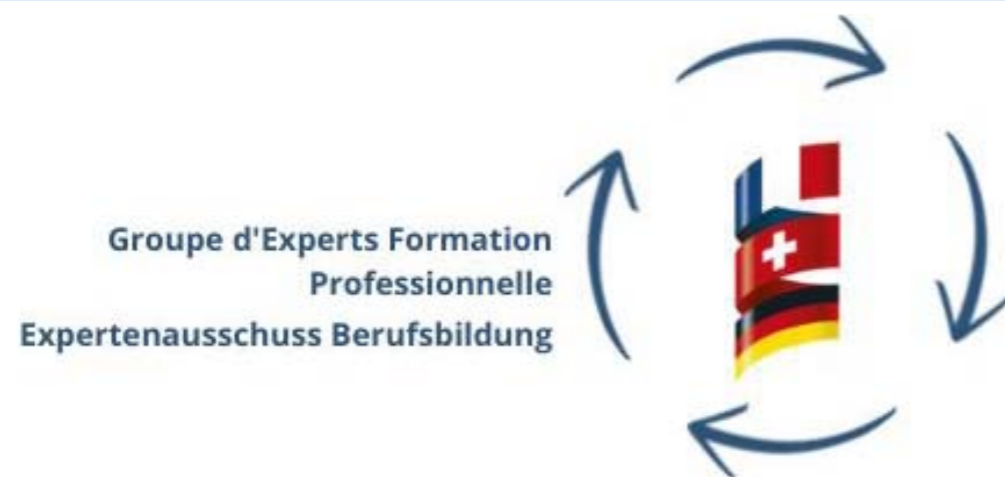 Groupe d'Experts Formation
Professionnelle
Expertenausschuss Berufsbildung